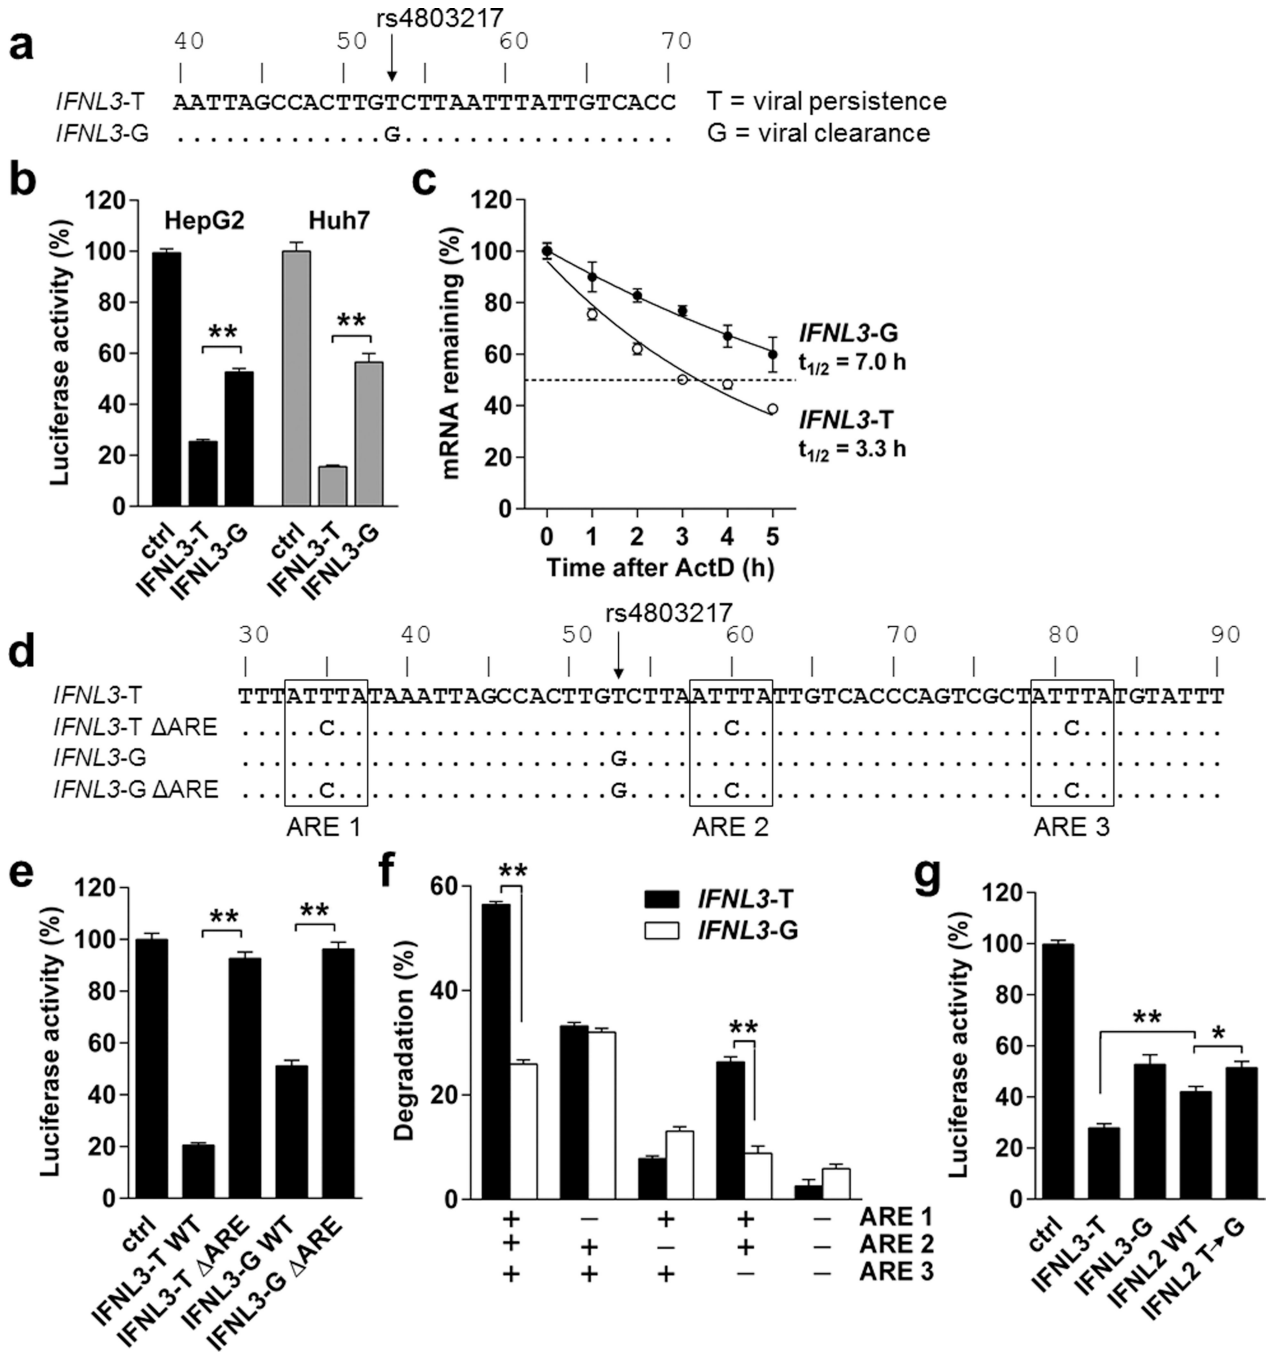 a
rs4803217
40 50 60 70
IFNL3-T AATTAGCCACTTGTCTTAATTTATTGTCACC T = viral persistence
IFNL3-G .............G................. G = viral clearance
b
Luciferase activity (%)
120
100
80
60
40
20
0
HepG2 Huh7
**
**
ctrl
IFNL3-T
IFNL3-G
ctrl
IFNL3-T
IFNL3-G
c
mRNA remaining (%)
120
100
80
60
40
20
0
IFNL3-G
t1/2 = 7.0 h
IFNL3-T
t1/2 = 3.3 h
0 1 2 3 4 5
Time after ActD (h)
d
rs4803217
30 40 50 60 70 80 90
IFNL3-T TTTATTTATAAATTAGCCACTTGTCTTAATTTATTGTCACCCAGTCGCTATTTATGTATTT
IFNL3-T ΔARE .....C........................C....................C.........
IFNL3-G .......................G.....................................
IFNL3-G ΔARE .....C.................G......C....................C.........
ARE 1 ARE 2 ARE 3
e
Luciferase activity (%)
120
100
80
60
40
20
0
**
**
ctrl
IFNL3-T WT
IFNL3-T ΔARE
IFNL3-G WT
IFNL3-G ΔARE
f
Degradation (%)
60
40
20
0
**
**
IFNL3-T
IFNL3-G
+ – + + – ARE 1
+ + – + – ARE 2
+ + + – – ARE 3
g
Luciferase activity (%)
120
100
80
60
40
20
0
**
*
ctrl
IFNL3-T
IFNL3-G
IFNL2 WT
IFNL2 T→G